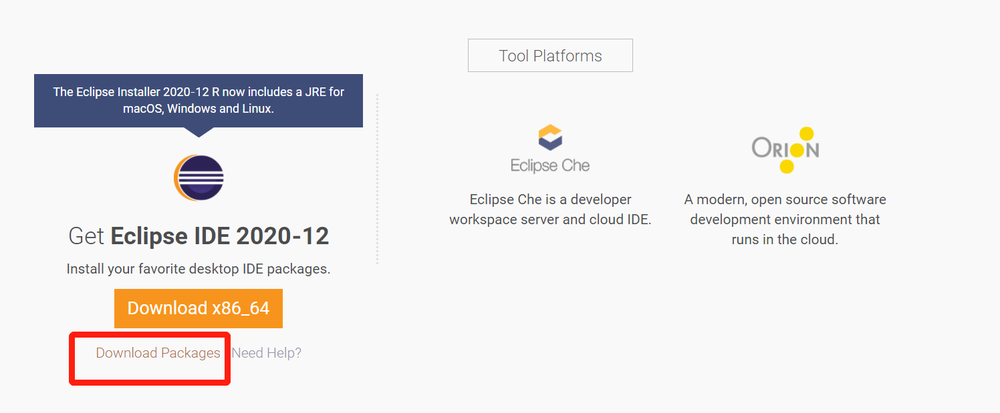 Tool Platforms
The Eclipse Installer 2020-12 R now includes a JRE for
macOS, Windows and Linux.
Eclipse Che
ORION
Get Eclipse IDE 2020-12
Install your favorite desktop IDE packages.
Download x86_64
Download Packages Need Help?
Eclipse Che is a developer
workspace server and cloud IDE.
A modern, open source software
development environment that
runs in the cloud.